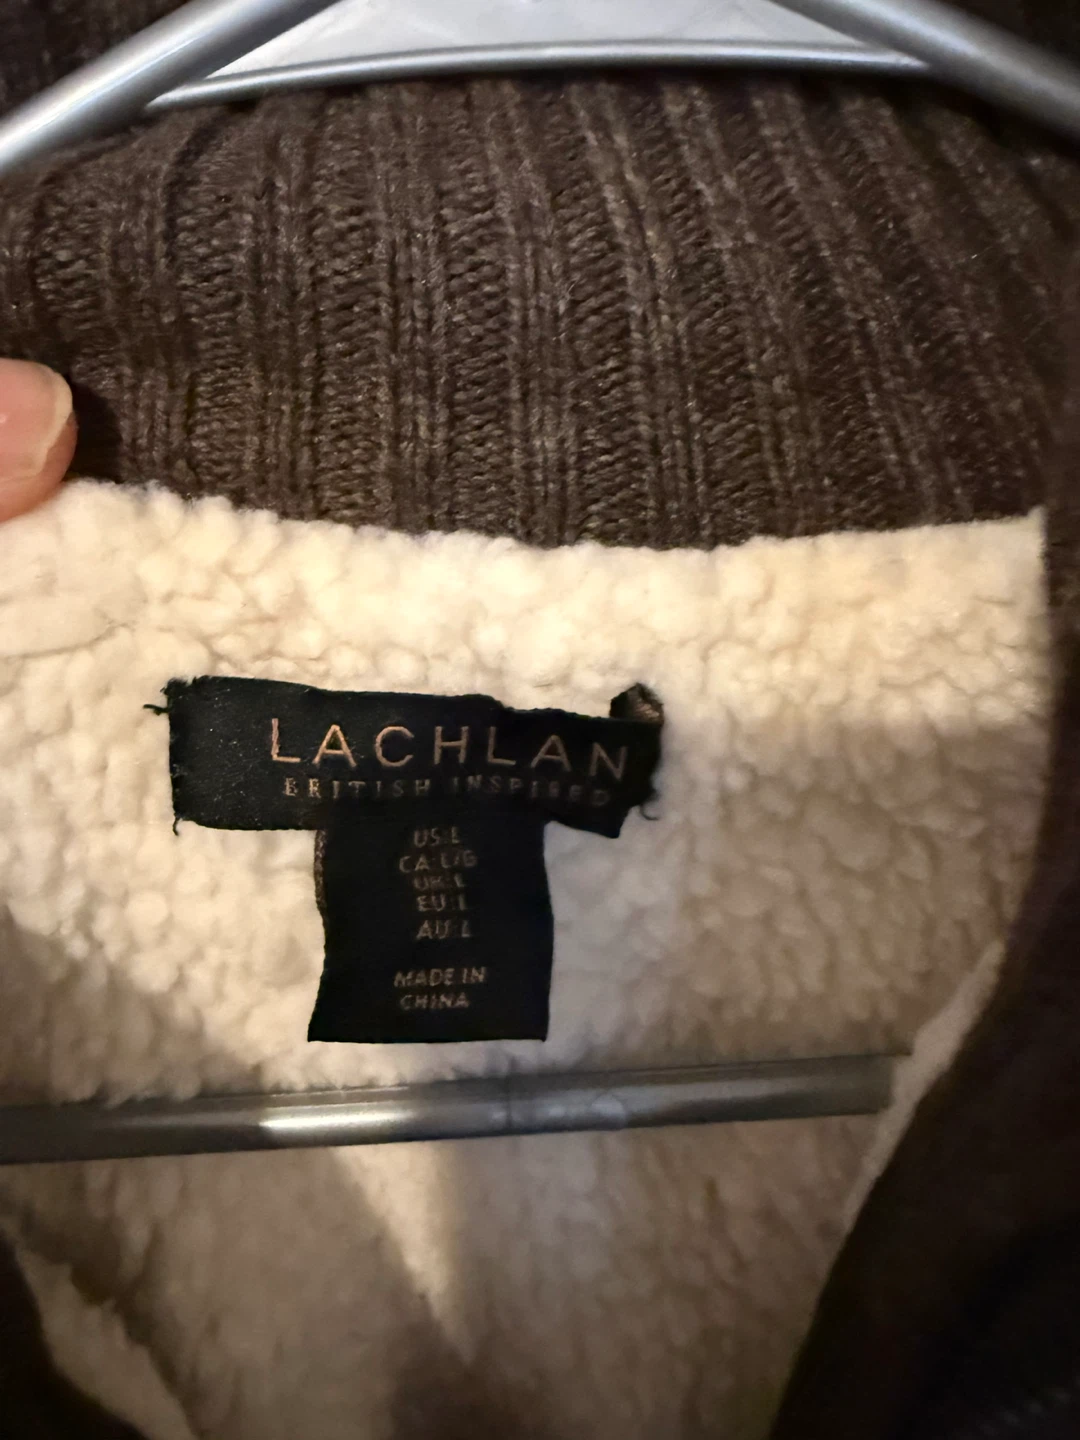 LACHLAN
BRITISH INSPIRED
US:L
CA:L/G
UK:L
EU:L
AU:L
MADE IN
CHINA